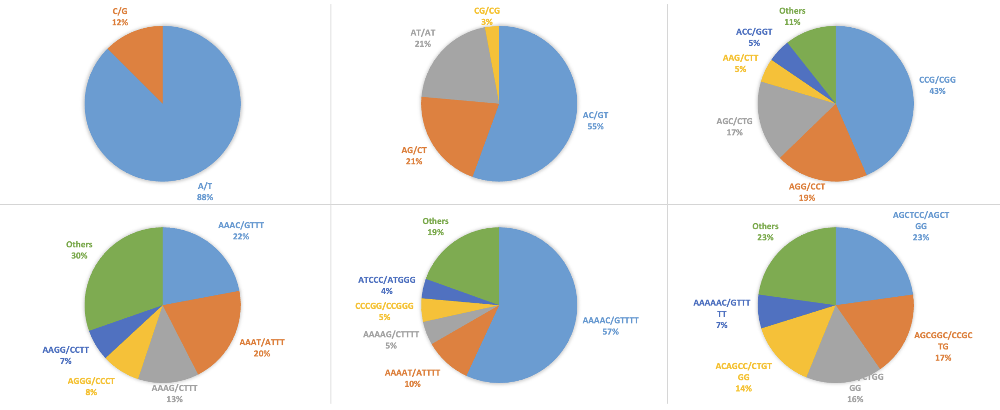 C/G
12%
A/T
88%
CG/CG
3%
AT/AT
21%
AC/GT
55%
AG/CT
21%
Others
11%
ACC/GGT
5%
AAG/CTT
5%
CCG/CGG
43%
AGC/CTG
17%
AGG/CCT
19%
AAAC/GTTT
22%
Others
30%
AAAT/ATTT
20%
AAGG/CCTT
7%
AGGG/CCCT
8%
AAAG/CTTT
13%
Others
19%
ATCCC/ATGGG
4%
CCCGG/CCGGG
5%
AAAAC/GTTTT
57%
AAAAG/CTTTT
5%
AAAAT/ATTTT
10%
AGCTCC/AGCT
GG
23%
Others
23%
AAAAAC/GTTT
TT
7%
AGCGGC/CCGC
TG
17%
ACAGCC/CTGT
GG
14%
/CTGG
GG
16%